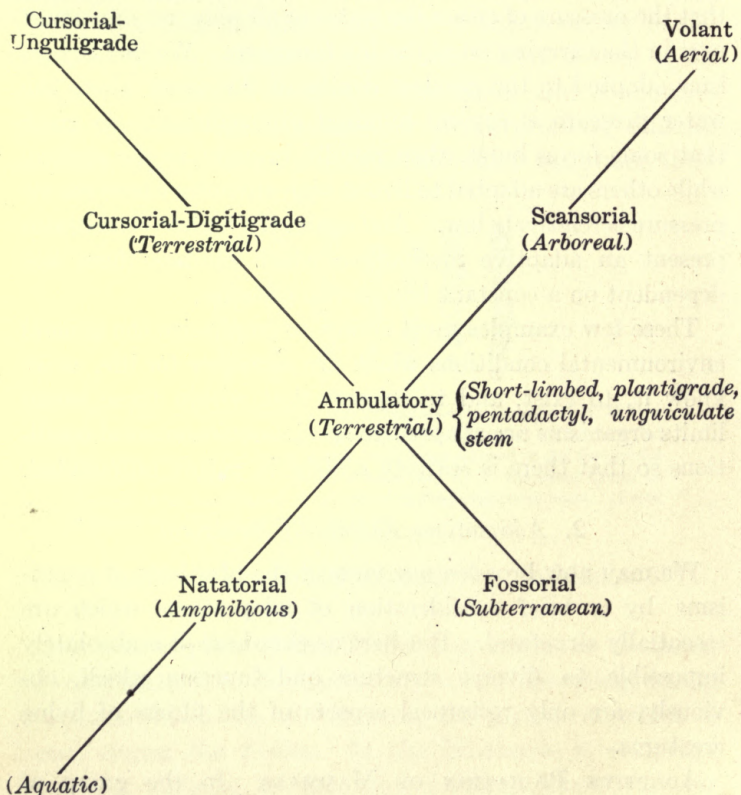 Cursorial-
Unguligrade
Volant
(Aerial)
Cursorial-Digitigrade
(Terrestrial)
Scansorial
(Arboreal)
Ambulatory
(Terrestrial)
Short-limbed, plantigrade,
pentadactyl, unguiculate
stem
Natatorial
(Amphibious)
Fossorial
(Subterranean)
(Aquatic)